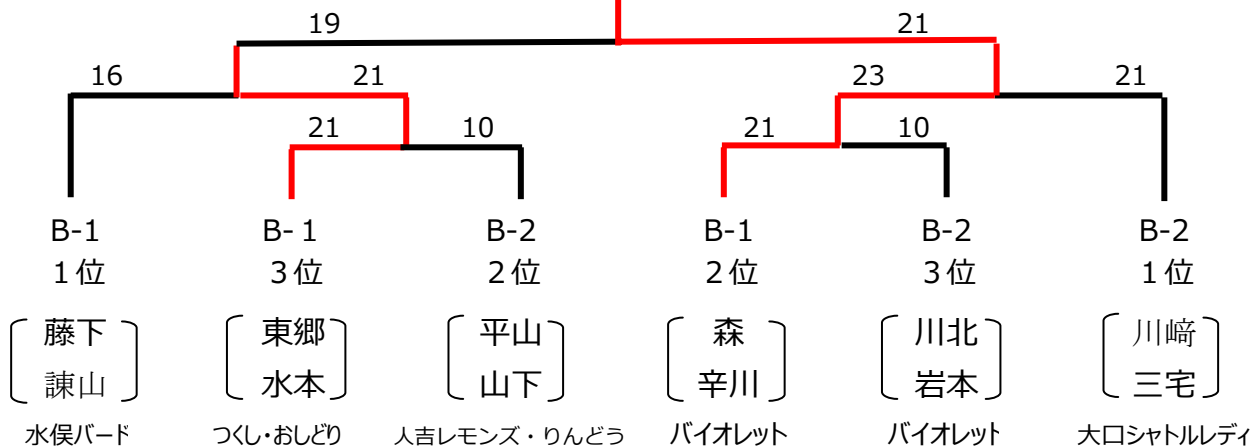 19 21
16 21 23 21
21 10 21 10
B-1 B-1 B-2 B-1 B-2 B-2
1位 3位 2位 2位 3位 1位
藤下 東郷 平山 森 川北 川﨑
諫山 水本 山下 辛川 岩本 三宅
水俣バード つくし・おしどり 人吉レモンズ・りんどう バイオレット バイオレット 大口シャトルレディ